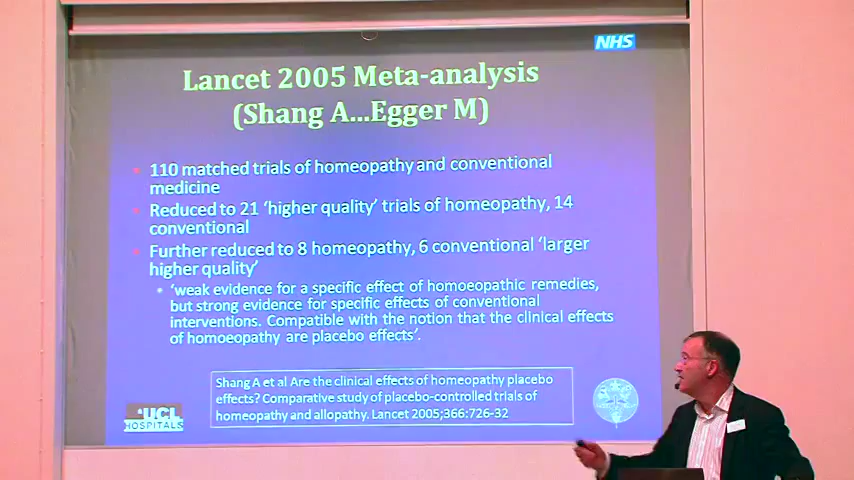 NHS
Lancet 2005 Meta-analysis
(Shang A...Egger M)
110 matched trials of homeopathy and conventional
medicine
Reduced to 21 'higher quality' trials of homeopathy, 14
conventional
Further reduced to 8 homeopathy, 6 conventional 'larger
higher quality'
'weak evidence for a specific effect of homoeopathic remedies,
but strong evidence for specific effects of conventional
interventions. Compatible with the notion that the clinical effects
of homoeopathy are placebo effects'.
Shang A et al Are the clinical effects of homeopathy placebo
effects? Comparative study of placebo-controlled trials of
homeopathy and allopathy. Lancet 2005;366:726-32
UCL
HOSPITALS